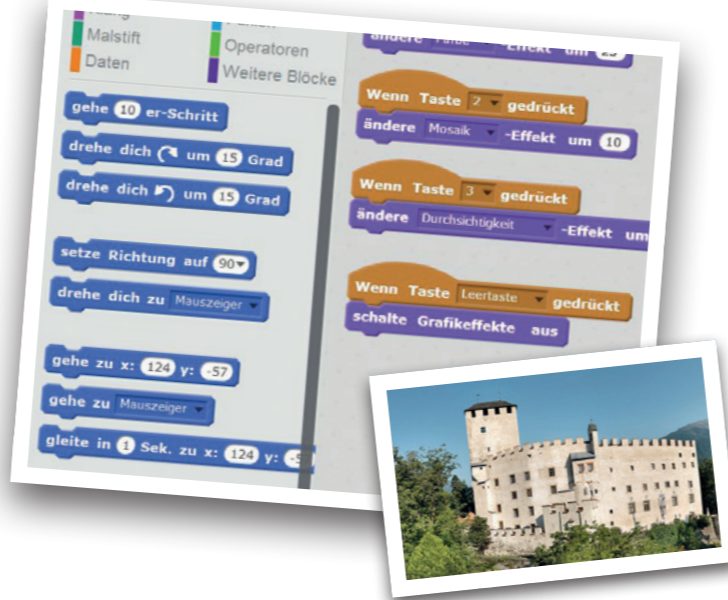 Malstift
Daten
Operatoren
Weitere Blöcke
gehe 10 er-Schritt
drehe dich um 15 Grad
drehe dich um 15 Grad
setze Richtung auf 90
drehe dich zu Mauszeiger
gehe zu x: 124 y: -57
gehe zu Mauszeiger
gleite in 1 Sek. zu x: 124 y:
ändere Farbe -Effekt um 25
Wenn Taste 2 gedrückt
ändere Mosaik -Effekt um 10
Wenn Taste 3 gedrückt
ändere Durchsichtigkeit -Effekt um
Wenn Taste Leertaste gedrückt
schalte Grafikeffekte aus